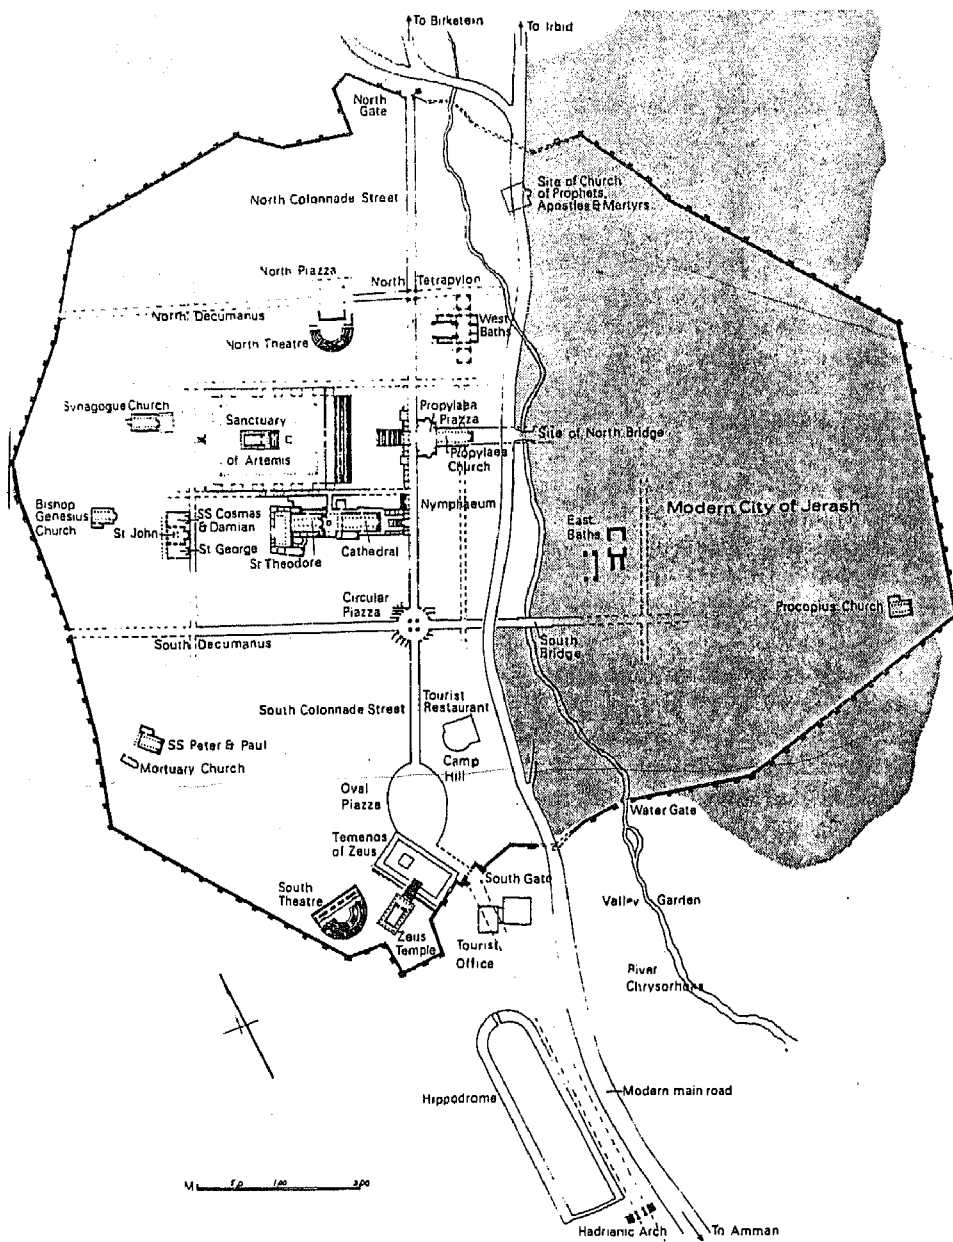 To Birketein
To Irbid
North
Gate
Site of Church
of Prophets,
Apostles & Martyrs
North Colonnade Street
North Piazza
North Tetrapylon
North Decumanus
West
Baths
North Theatre
Synagogue Church
Propylaea
Piazza
Sanctuary
of Artemis
C
Site of North Bridge
Propylaea
Church
Bishop
Genesius
Church
SS Cosmas
& Damian
St John
St George
Nymphaeum
Modern City of Jerash
East
Baths
Cathedral
St Theodore
Circular
Piazza
Procopius Church
South Decumanus
South
Bridge
South Colonnade Street
Tourist
Restaurant
SS Peter & Paul
Mortuary Church
Camp
Hill
Oval
Piazza
Water Gate
Temenos
of Zeus
South Gate
South
Theatre
Valley Garden
Zeus
Temple
Tourist
Office
River
Chrysorhoas
Hippodrome
Modern main road
M 50 100 200
Hadrianic Arch
To Amman